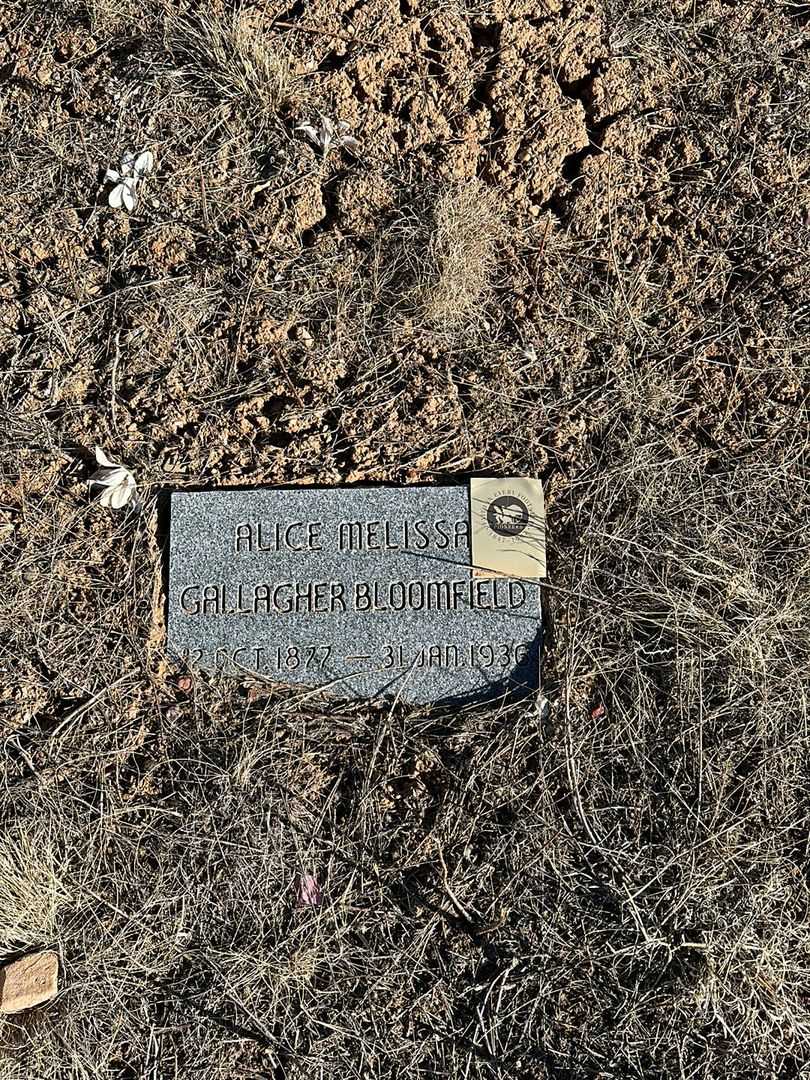 ALICE MELISSA
GALLAGHER BLOOMFIELD
12 OCT. 1877 — 31 JAN. 1936